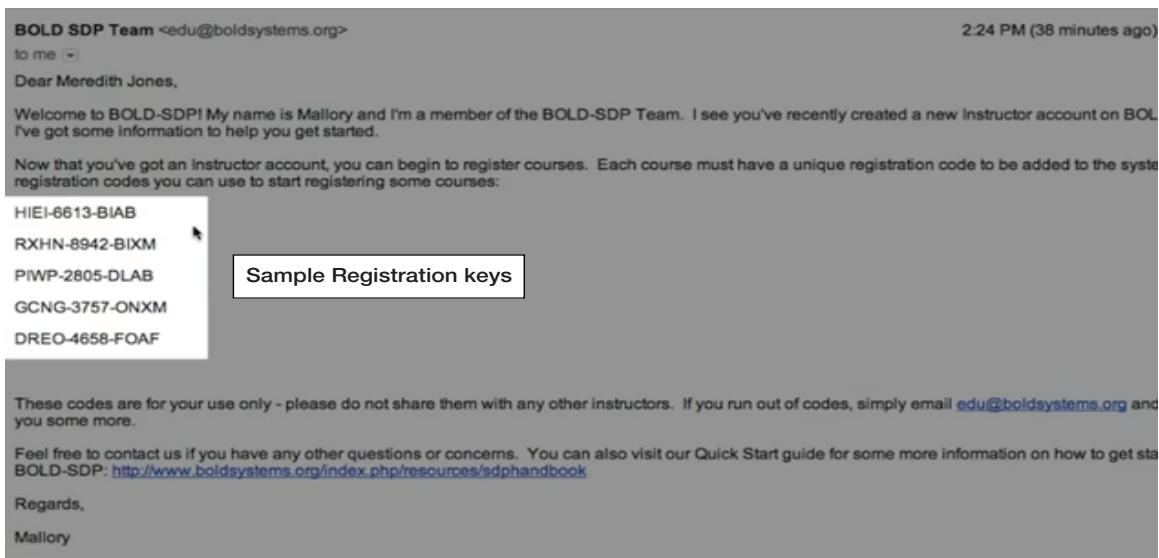 BOLD SDP Team <edu@boldsystems.org> 2:24 PM (38 minutes ago)
to me
Dear Meredith Jones,
Welcome to BOLD-SDP! My name is Mallory and I'm a member of the BOLD-SDP Team. I see you've recently created a new Instructor account on BOL
I've got some information to help you get started.
Now that you've got an Instructor account, you can begin to register courses. Each course must have a unique registration code to be added to the syste
registration codes you can use to start registering some courses:
HIEI-6613-BIAB
RXHN-8942-BIXM
PIWP-2805-DLAB
Sample Registration keys
GCNG-3757-ONXM
DREO-4658-FOAF
These codes are for your use only - please do not share them with any other instructors. If you run out of codes, simply email edu@boldsystems.org and
you some more.
Feel free to contact us if you have any other questions or concerns. You can also visit our Quick Start guide for some more information on how to get sta
BOLD-SDP: http://www.boldsystems.org/index.php/resources/sdphandbook
Regards,
Mallory